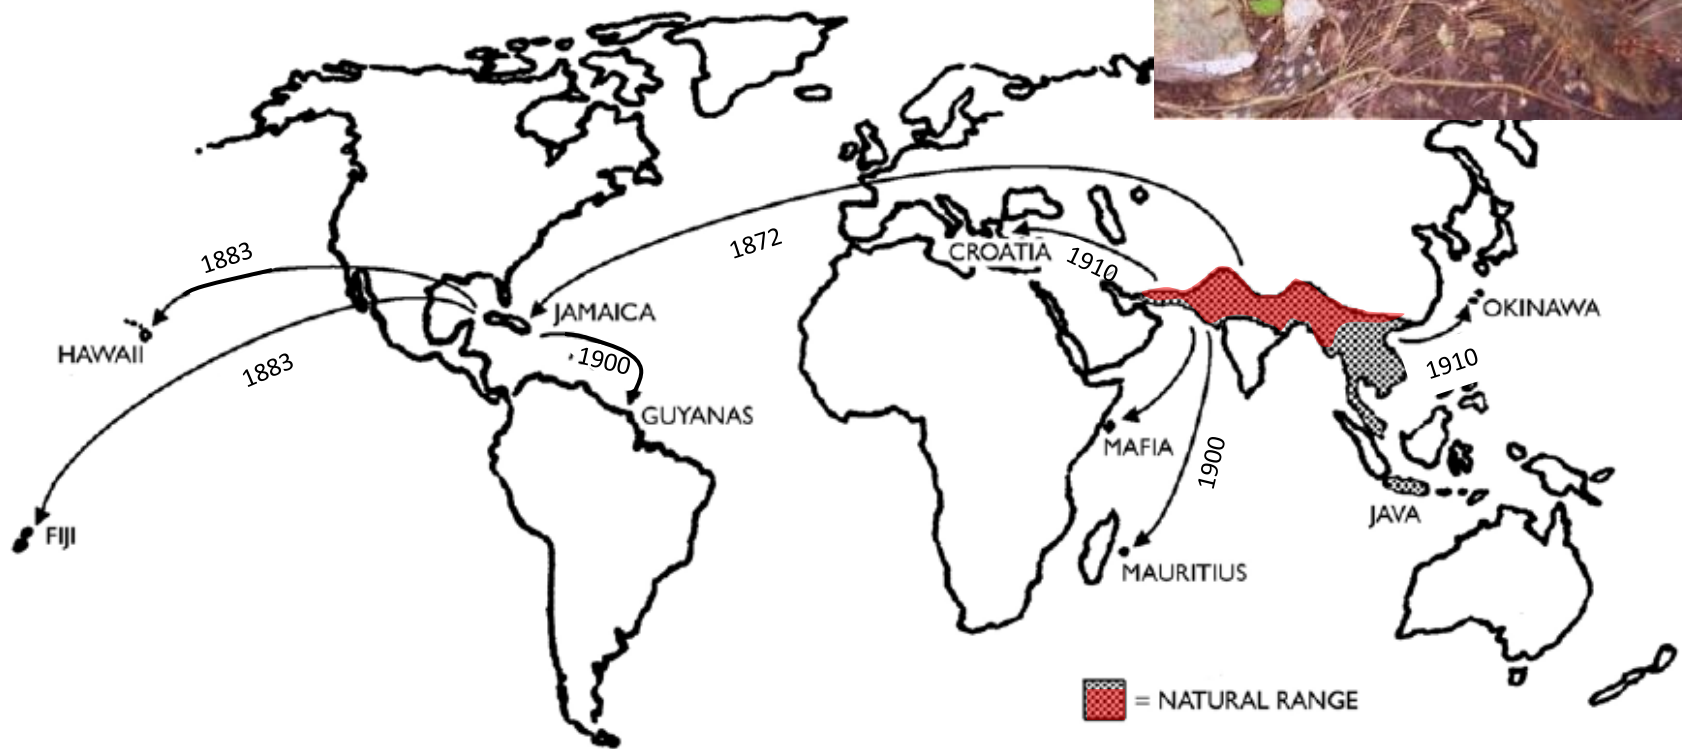 1883
1872
CROATIA
1910
HAWAII
JAMAICA
OKINAWA
1883
1900
1910
GUYANAS
MAFIA
1900
JAVA
FIJI
MAURITIUS
= NATURAL RANGE